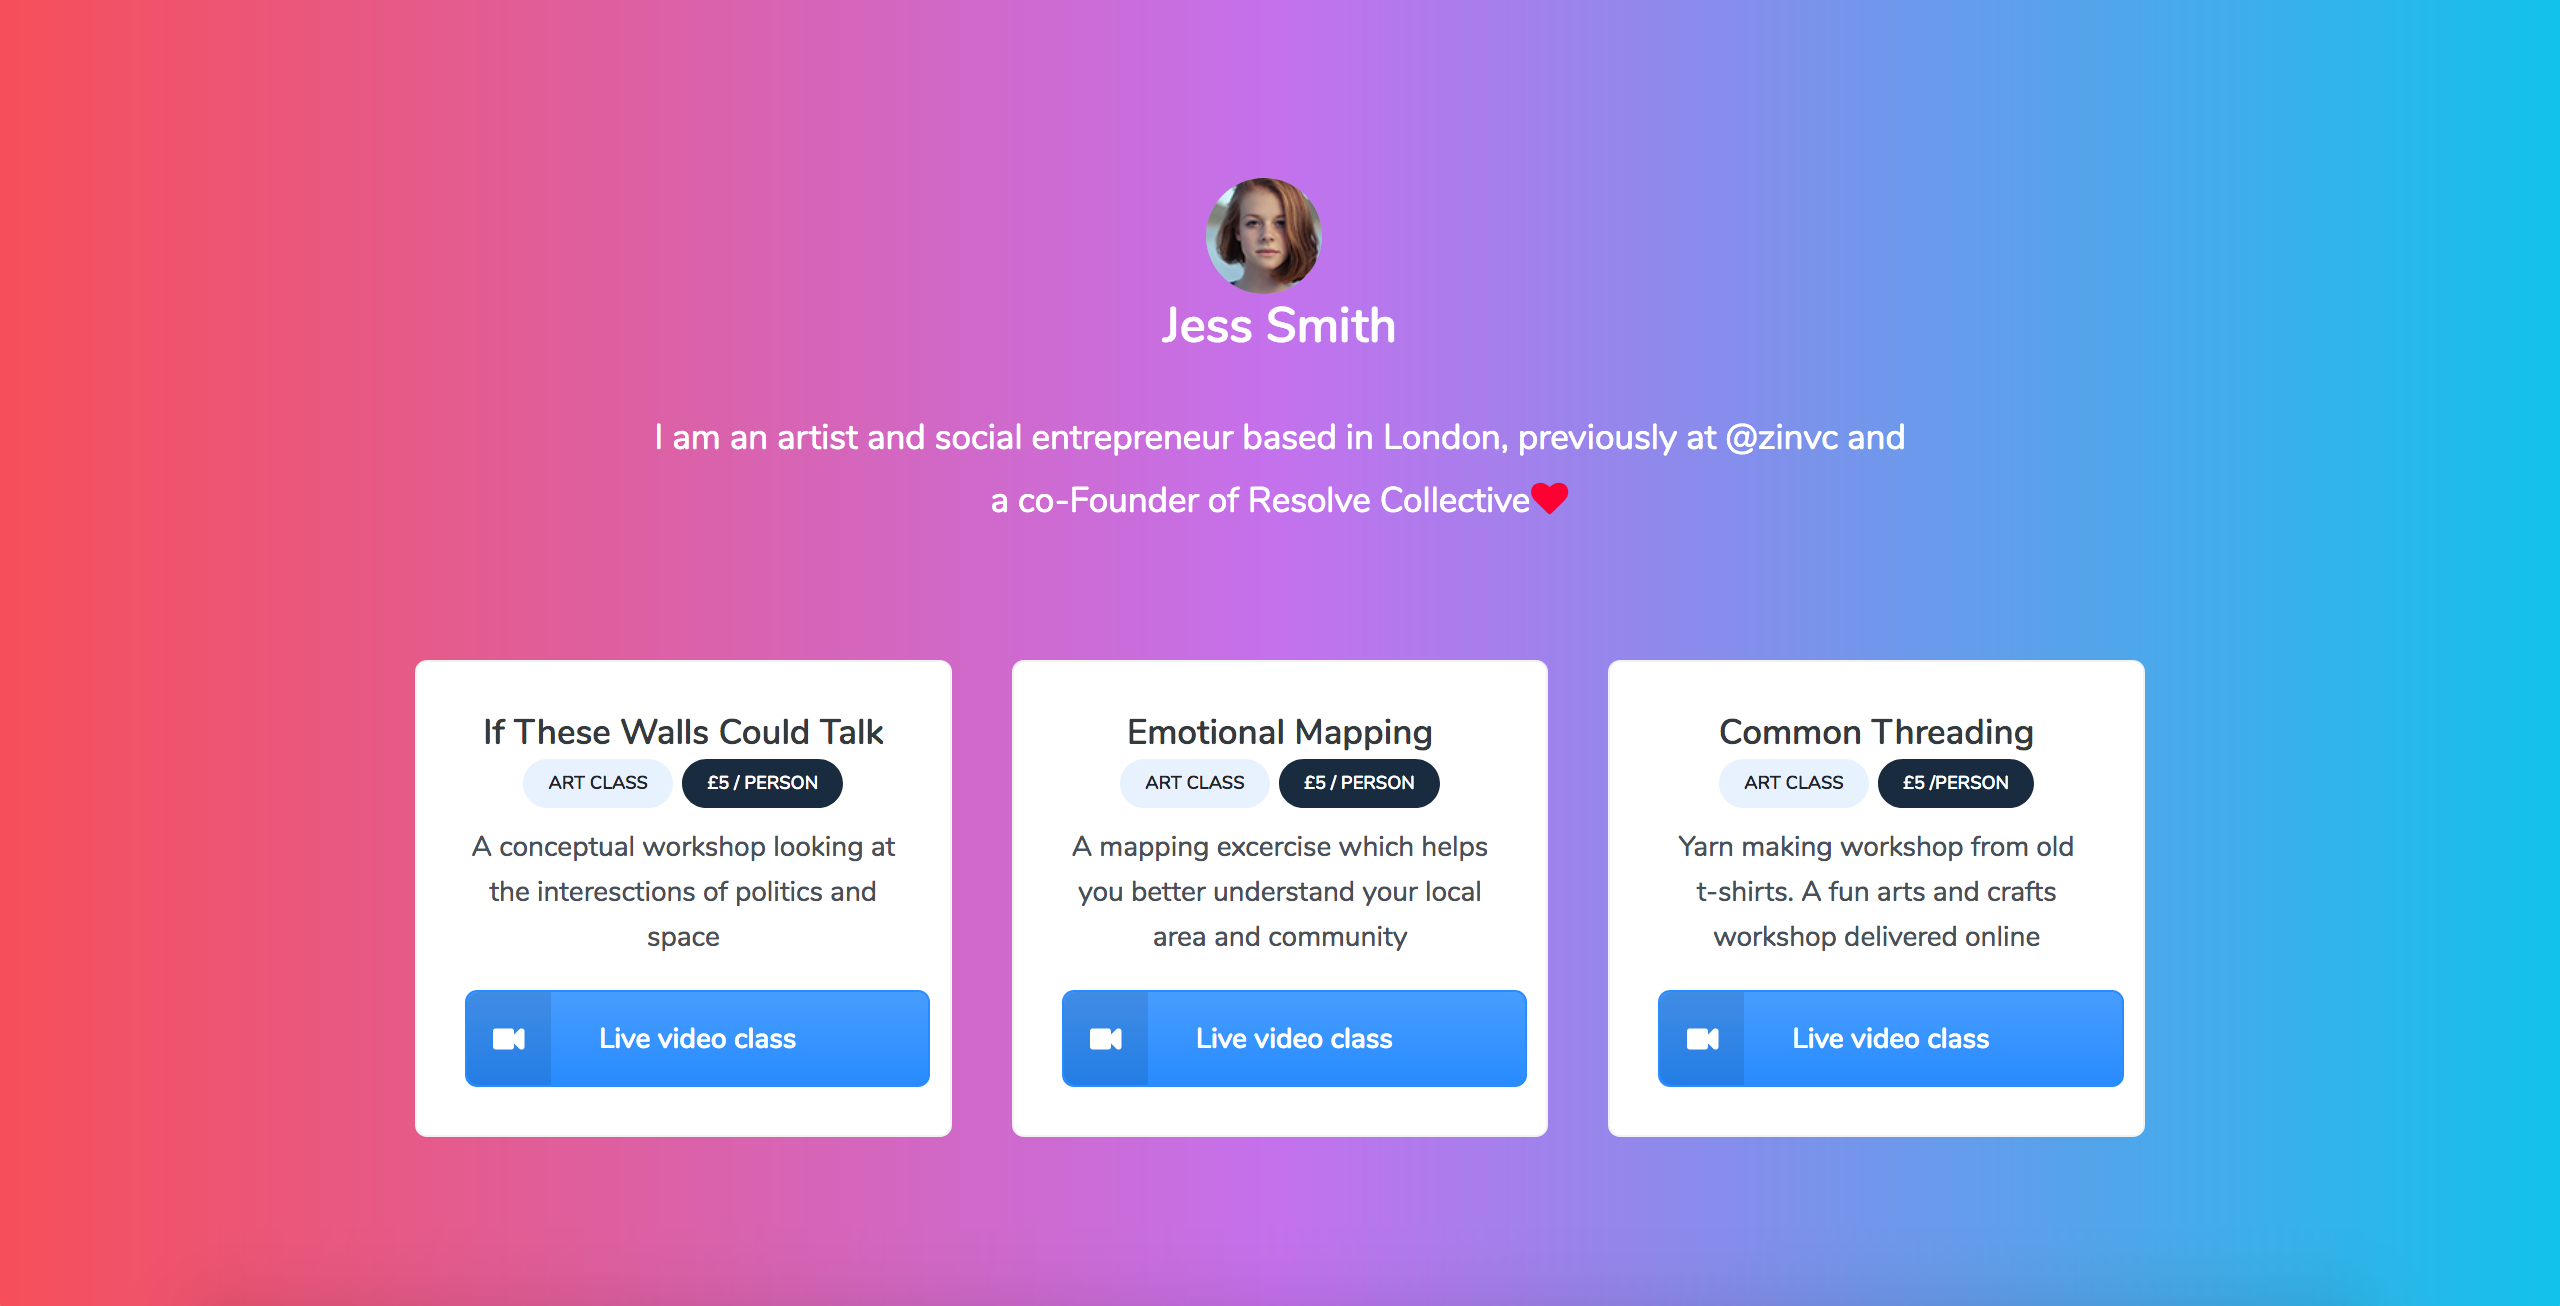 Jess Smith
I am an artist and social entrepreneur based in London, previously at @zinvc and
a co-Founder of Resolve Collective
If These Walls Could Talk
ART CLASS
£5 / PERSON
A conceptual workshop looking at
the interesctions of politics and
space
Live video class
Emotional Mapping
ART CLASS
£5 / PERSON
A mapping excercise which helps
you better understand your local
area and community
Live video class
Common Threading
ART CLASS
£5 /PERSON
Yarn making workshop from old
t-shirts. A fun arts and crafts
workshop delivered online
Live video class